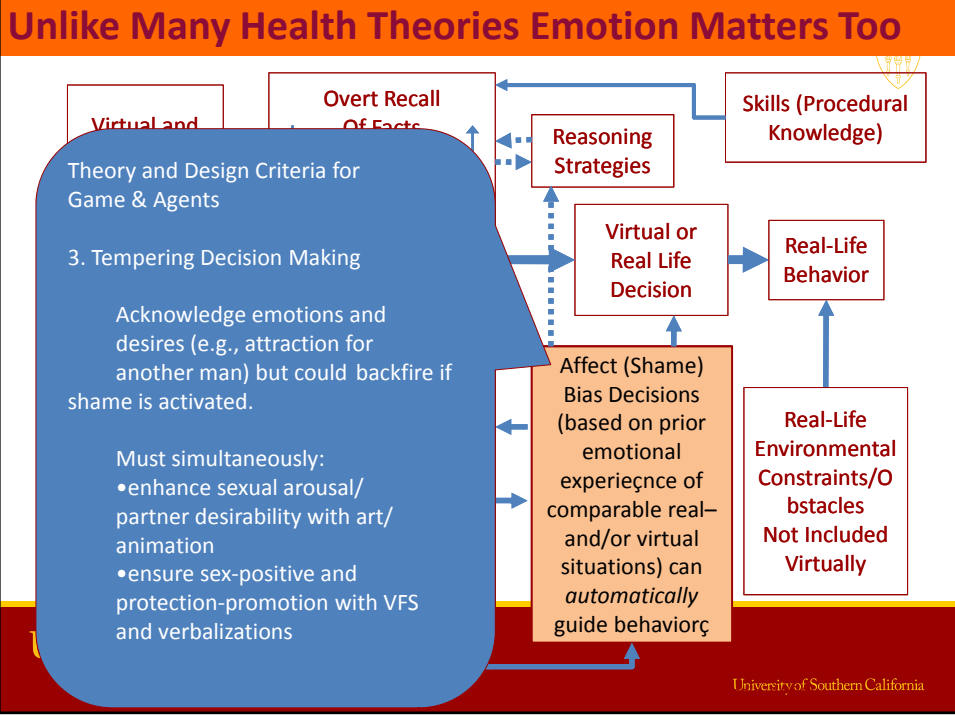 Unlike Many Health Theories Emotion Matters Too
Virtual and
Overt Recall
Of Facts
Skills (Procedural
Knowledge)
Reasoning
Strategies
Theory and Design Criteria for
Game & Agents
3. Tempering Decision Making
Acknowledge emotions and
desires (e.g., attraction for
another man) but could backfire if
shame is activated.
Must simultaneously:
•enhance sexual arousal/
partner desirability with art/
animation
•ensure sex-positive and
protection-promotion with VFS
and verbalizations
Virtual or
Real Life
Decision
Real-Life
Behavior
Affect (Shame)
Bias Decisions
(based on prior
emotional
experieçnce of
comparable real–
and/or virtual
situations) can
automatically
guide behaviorç
Real-Life
Environmental
Constraints/O
bstacles
Not Included
Virtually
University of Southern California